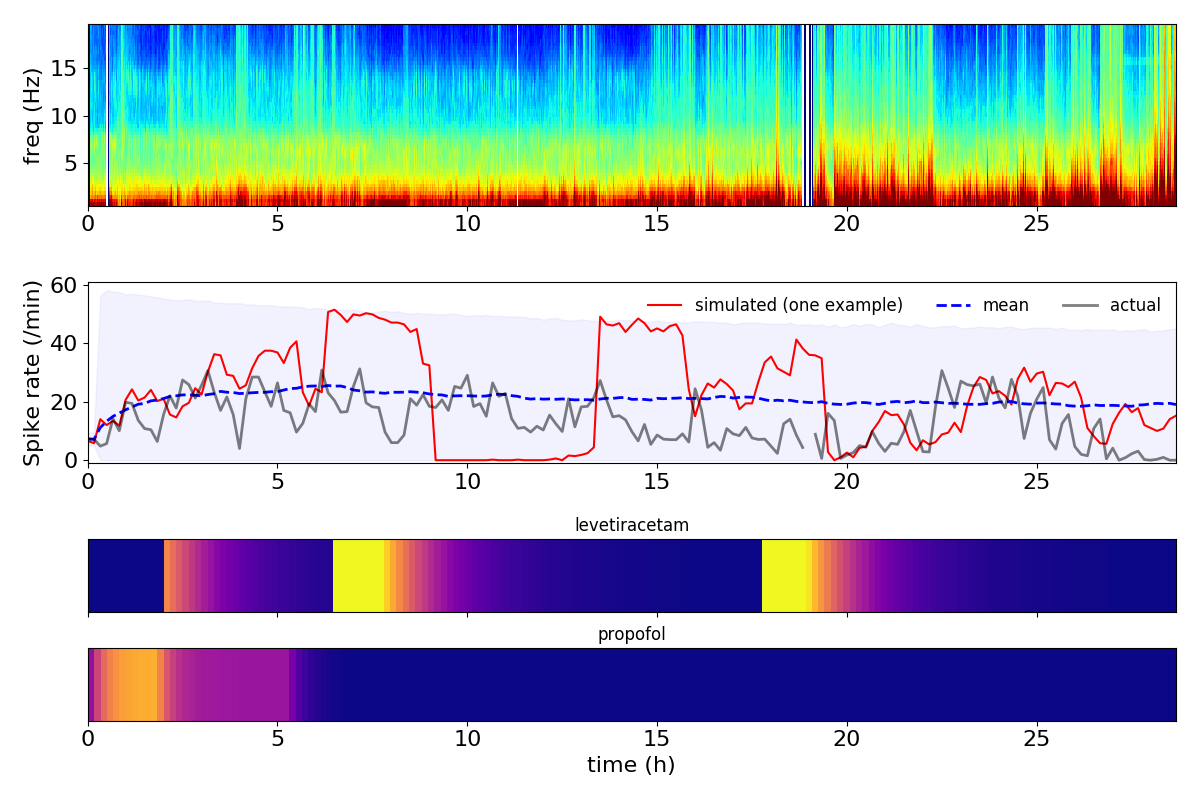 freq (Hz)
15
10
5
0 5 10 15 20 25
Spike rate (/min)
60
40
20
0
simulated (one example) mean actual
0 5 10 15 20 25
levetiracetam
propofol
0 5 10 15 20 25
time (h)